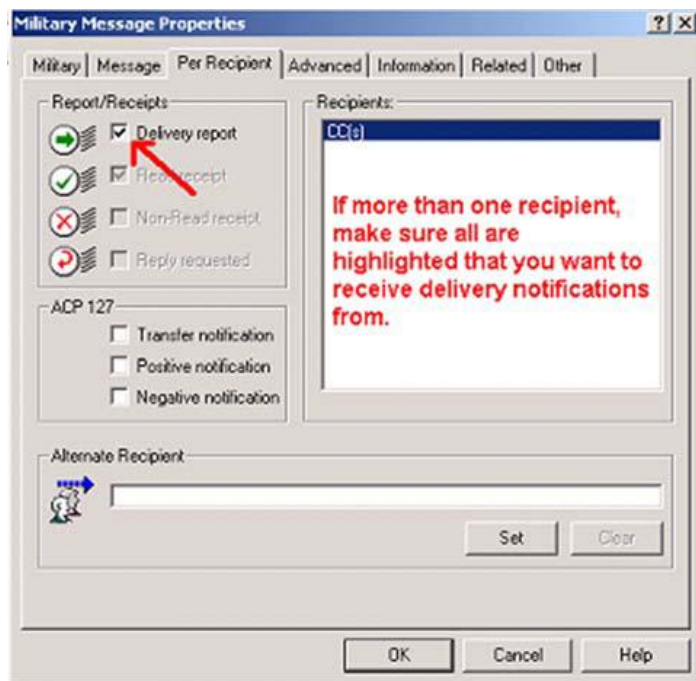 Military Message Properties
Military Message Per Recipient Advanced Information Related Other
Report/Receipts
Delivery report
Read receipt
Non-Read receipt
Reply requested
ACP 127
Transfer notification
Positive notification
Negative notification
Recipients:
CC(s)
If more than one recipient,
make sure all are
highlighted that you want to
receive delivery notifications
from.
Alternate Recipient
Set Clear
OK Cancel Help